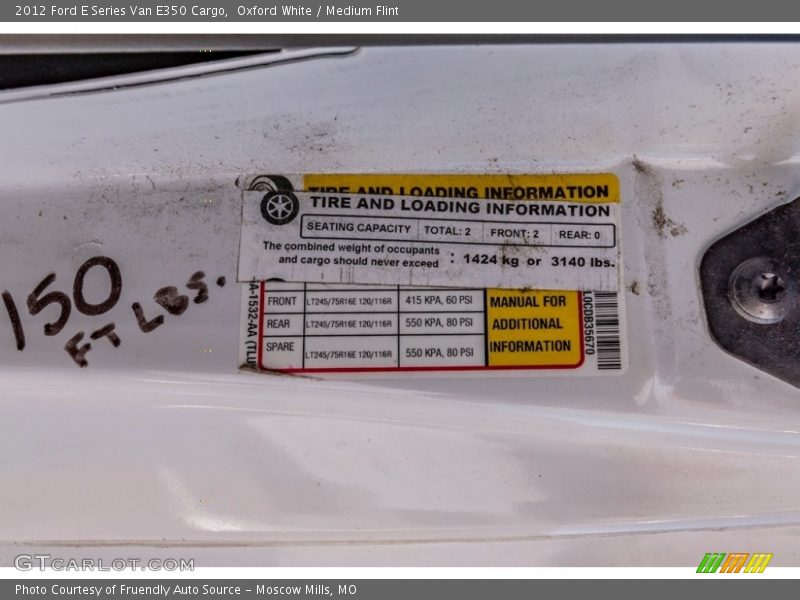 2012 Ford E Series Van E350 Cargo,  Oxford White / Medium Flint
TIRE AND LOADING INFORMATION
TIRE AND LOADING INFORMATION
SEATING CAPACITY TOTAL: 2 FRONT: 2 REAR: 0
The combined weight of occupants
and cargo should never exceed : 1424 kg or 3140 lbs.
FRONT LT245/75R16E 120/116R 415 KPA, 60 PSI MANUAL FOR
REAR LT245/75R16E 120/116R 550 KPA, 80 PSI ADDITIONAL
SPARE LT245/75R16E 120/116R 550 KPA, 80 PSI INFORMATION
150
FT LBS.
GTCARLOT.COM
Photo Courtesy of Fruendly Auto Source – Moscow Mills, MO